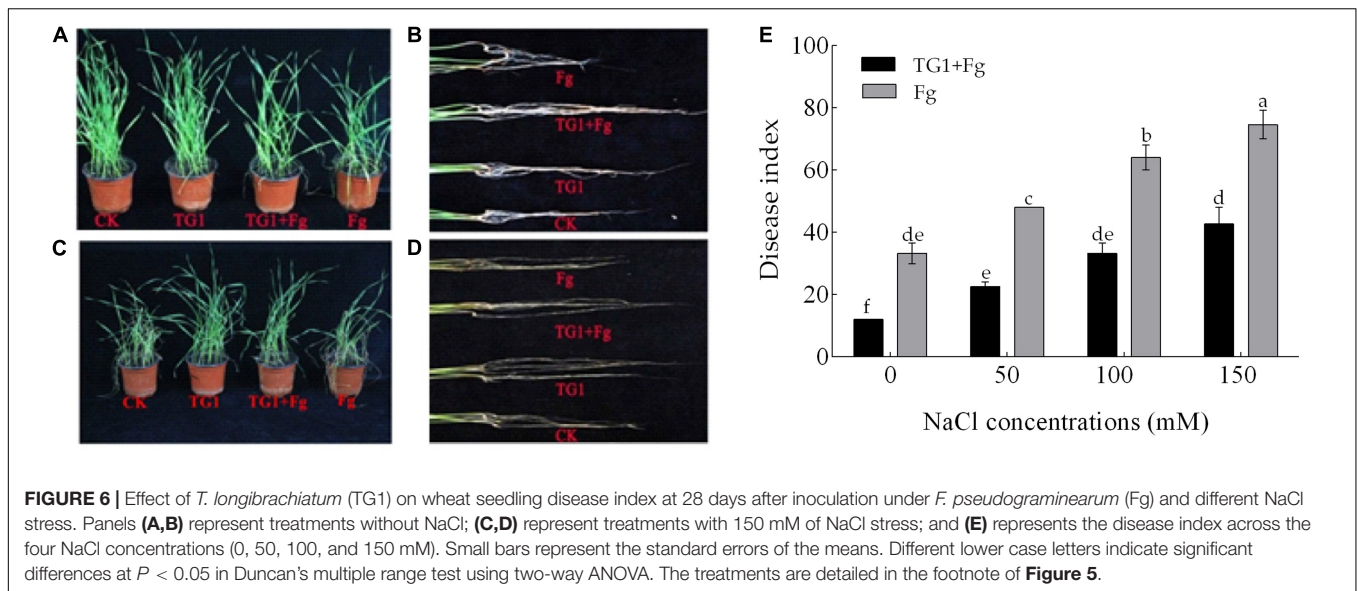 A
CK TG1 TG1+Fg Fg
B
Fg
TG1+Fg
TG1
CK
C
CK TG1 TG1+Fg Fg
D
Fg
TG1+Fg
TG1
CK
E
100
80
60
40
20
0
Disease index
TG1+Fg
Fg
f de e c de b d a
0 50 100 150
NaCl concentrations (mM)
FIGURE 6 | Effect of T. longibrachiatum (TG1) on wheat seedling disease index at 28 days after inoculation under F. pseudograminearum (Fg) and different NaCl
stress. Panels (A,B) represent treatments without NaCl; (C,D) represent treatments with 150 mM of NaCl stress; and (E) represents the disease index across the
four NaCl concentrations (0, 50, 100, and 150 mM). Small bars represent the standard errors of the means. Different lower case letters indicate significant
differences at P < 0.05 in Duncan's multiple range test using two-way ANOVA. The treatments are detailed in the footnote of Figure 5.